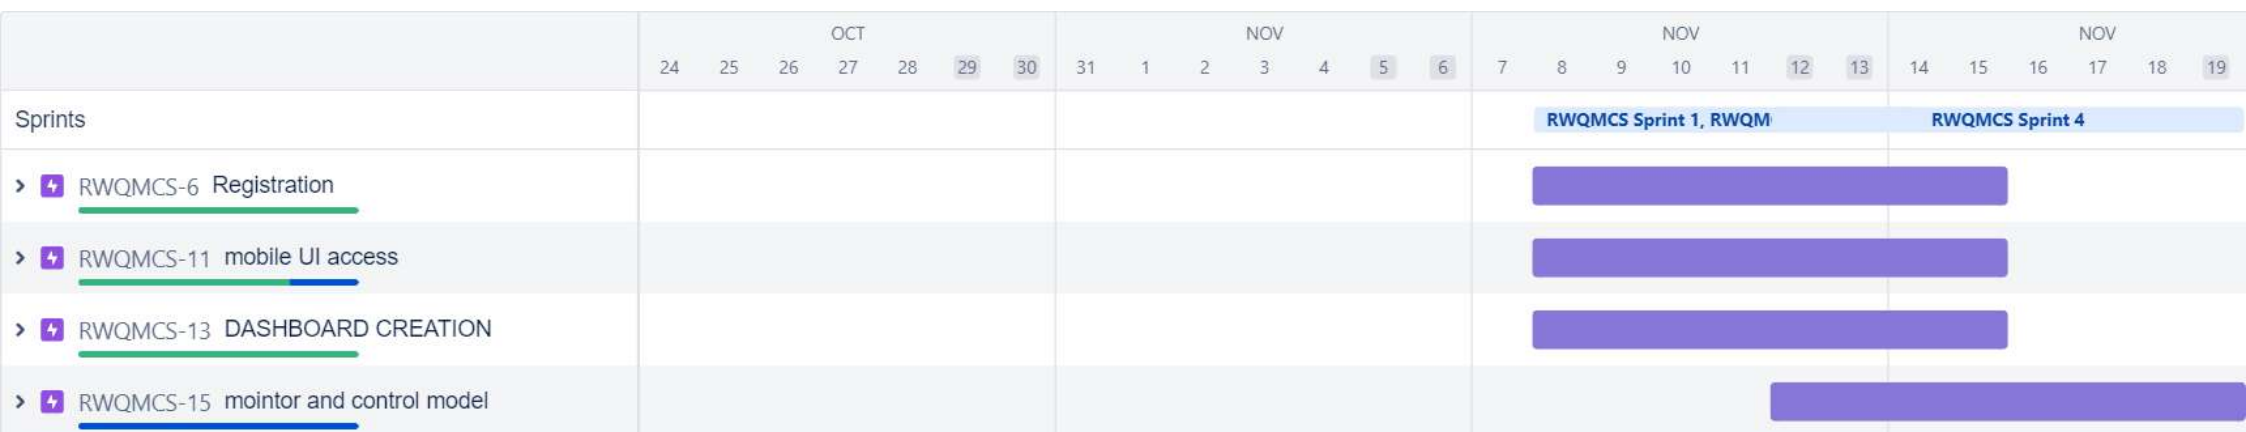 OCT NOV NOV NOV
24 25 26 27 28 29 30 31 1 2 3 4 5 6 7 8 9 10 11 12 13 14 15 16 17 18 19
Sprints RWQMCS Sprint 1, RWQM RWQMCS Sprint 4
RWQMCS-6 Registration
RWQMCS-11 mobile UI access
RWQMCS-13 DASHBOARD CREATION
RWQMCS-15 mointor and control model